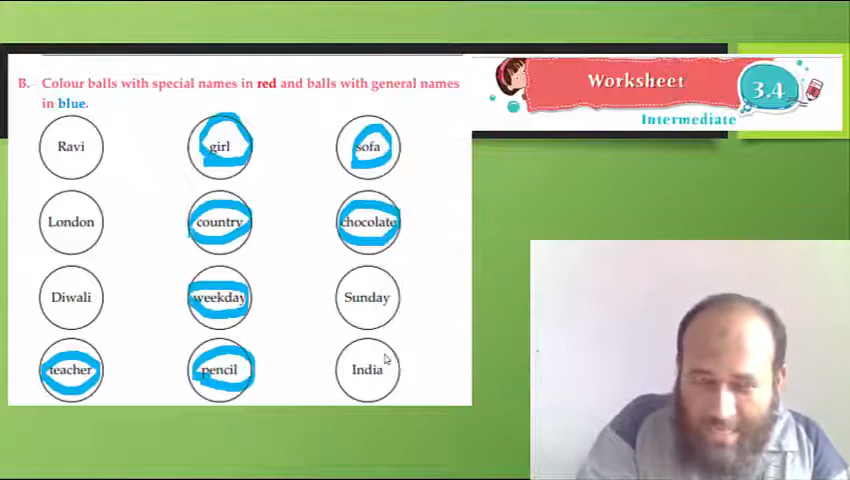 B. Colour balls with special names in red and balls with general names
in blue.
Worksheet 3.4
Intermediate
Ravi girl sofa
London country chocolate
Diwali weekday Sunday
teacher pencil India